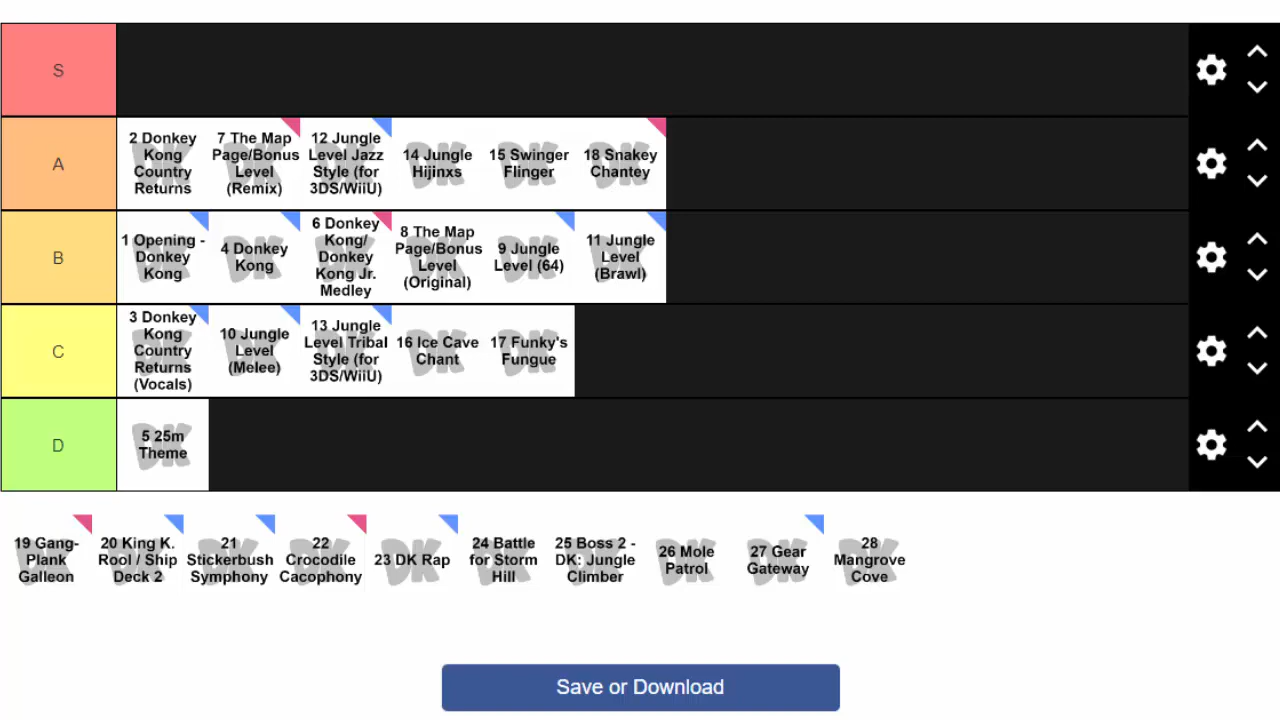 S
A
2 Donkey
Kong
Country
Returns
7 The Map
Page/Bonus
Level
(Remix)
12 Jungle
Level Jazz
Style (for
3DS/WiiU)
14 Jungle
Hijinxs
15 Swinger
Flinger
18 Snakey
Chantey
B
1 Opening -
Donkey
Kong
4 Donkey
Kong
6 Donkey
Kong/
Donkey
Kong Jr.
Medley
8 The Map
Page/Bonus
Level
(Original)
9 Jungle
Level (64)
11 Jungle
Level
(Brawl)
C
3 Donkey
Kong
Country
Returns
(Vocals)
10 Jungle
Level
(Melee)
13 Jungle
Level Tribal
Style (for
3DS/WiiU)
16 Ice Cave
Chant
17 Funky's
Fungue
D
5 25m
Theme
19 Gang-
Plank
Galleon
20 King K.
Rool / Ship
Deck 2
21
Stickerbush
Symphony
22
Crocodile
Cacophony
23 DK Rap
24 Battle
for Storm
Hill
25 Boss 2 -
DK: Jungle
Climber
26 Mole
Patrol
27 Gear
Gateway
28
Mangrove
Cove
Save or Download